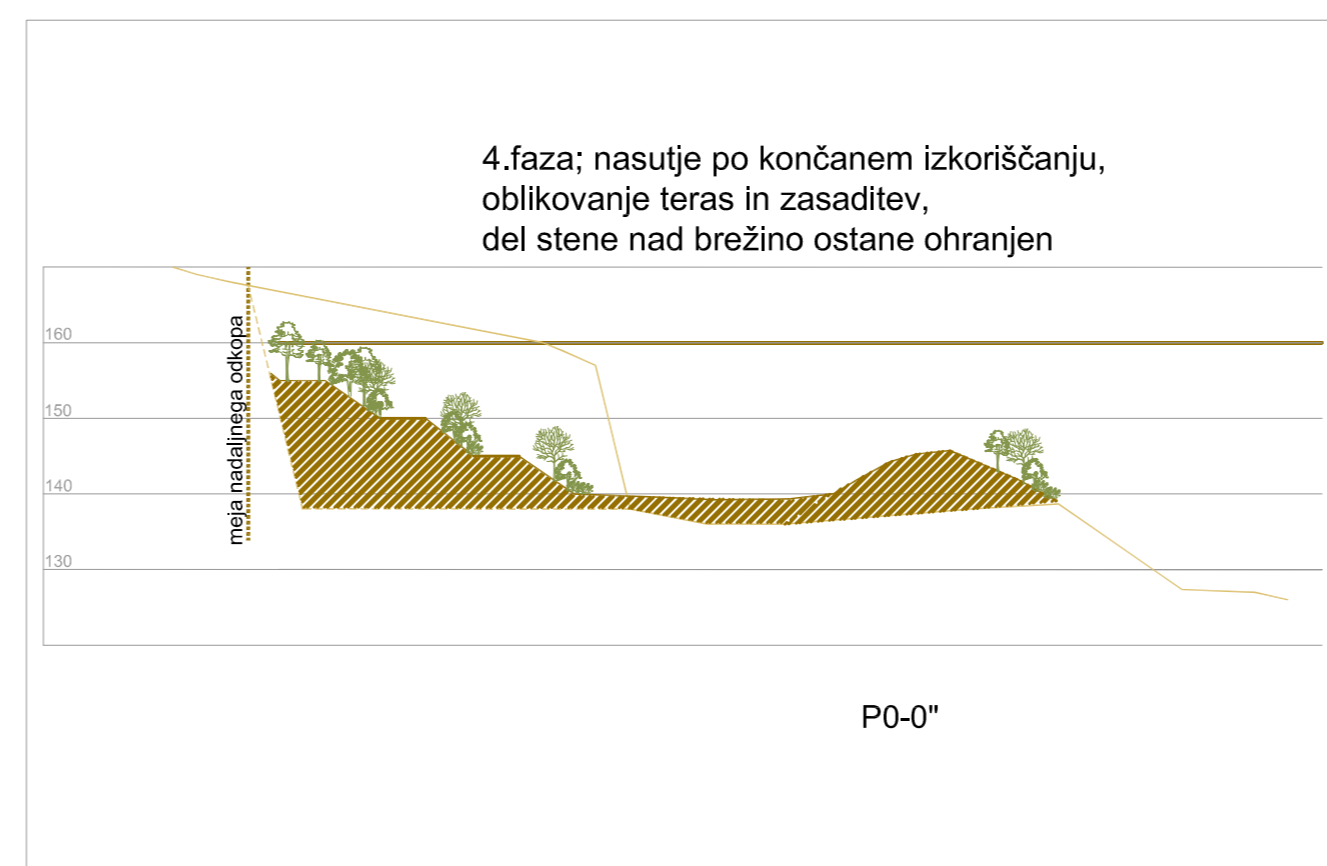 4.faza; nasutje po končanem izkoriščanju,
oblikovanje teras in zasaditev,
del stene nad brežino ostane ohranjen
meja nadaljnega odkopa
160
150
140
130
P0-0"